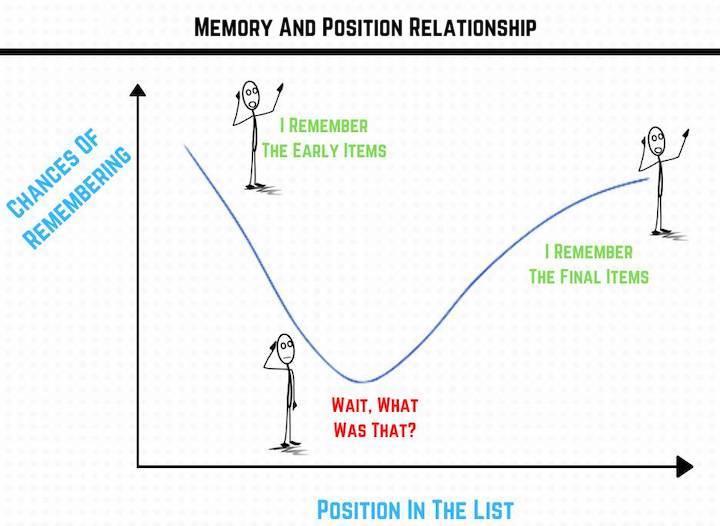 Memory And Position Relationship
Chances Of
Remembering
I Remember
The Early Items
I Remember
The Final Items
Wait, What
Was That?
Position In The List